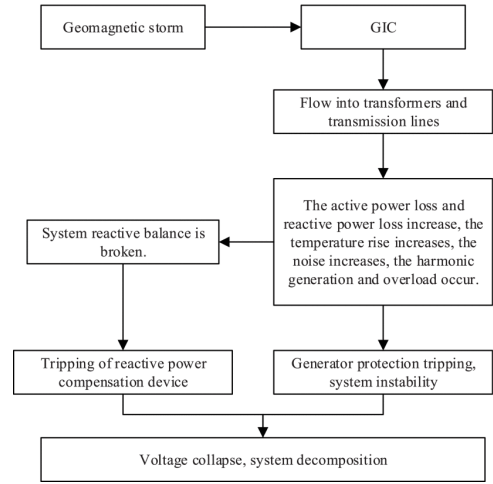 Geomagnetic storm
GIC
Flow into transformers and
transmission lines
The active power loss and
reactive power loss increase, the
temperature rise increases, the
noise increases, the harmonic
generation and overload occur.
System reactive balance is
broken.
Tripping of reactive power
compensation device
Generator protection tripping,
system instability
Voltage collapse, system decomposition